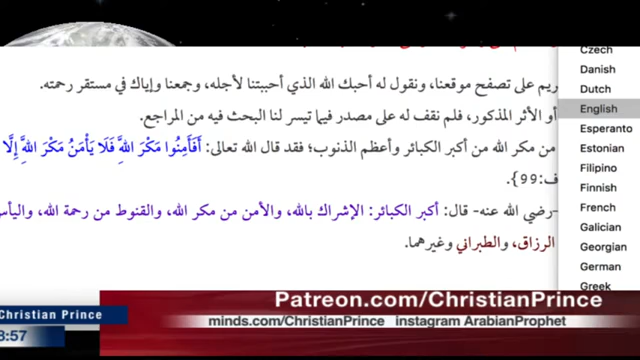 ريم على تصفح موقعنا، ونقول له أحبك الله الذي أحببتنا لأجله، وجمعنا وإياك في مستقر رحمته.
أو الأثر المذكور، فلم نقف له على مصدر فيما تيسر لنا البحث فيه من المراجع.
من مكر الله من أكبر الكبائر وأعظم الذنوب؛ فقد قال الله تعالى: أَفَأَمِنُوا مَكْرَ اللَّهِ فَلَا يَأْمَنُ مَكْرَ اللَّهِ إِلَّا
ف:99}.
-رضي الله عنه- قال: أكبر الكبائر: الإشراك بالله، والأمن من مكر الله، والقنوط من رحمة الله، واليأس
الرزاق، والطبراني وغيرهما.
Czech
Danish
Dutch
English
Esperanto
Estonian
Filipino
Finnish
French
Galician
Georgian
German
Greek
Christian Prince
8:57
Patreon.com/ChristianPrince
minds.com/ChristianPrince instagram ArabianProphet